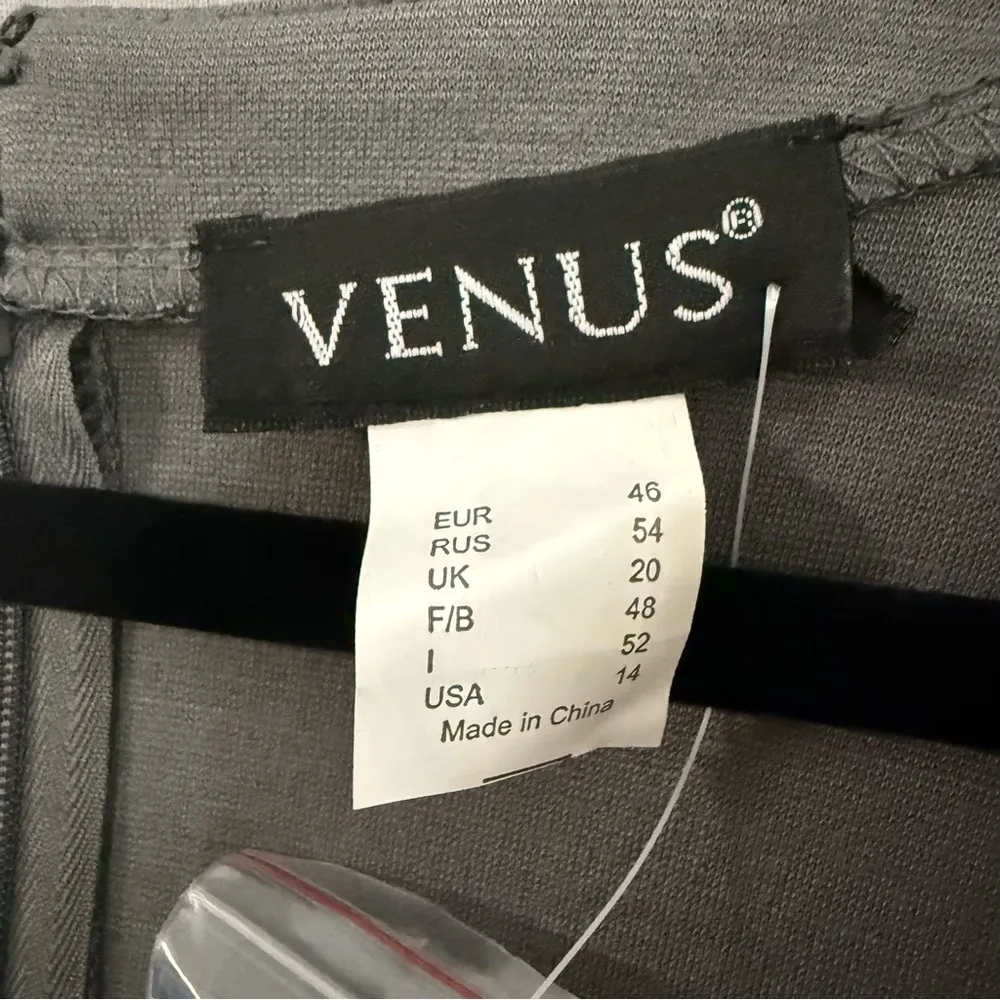 VENUS®
EUR 46
RUS 54
UK 20
F/B 48
I 52
USA 14
Made in China